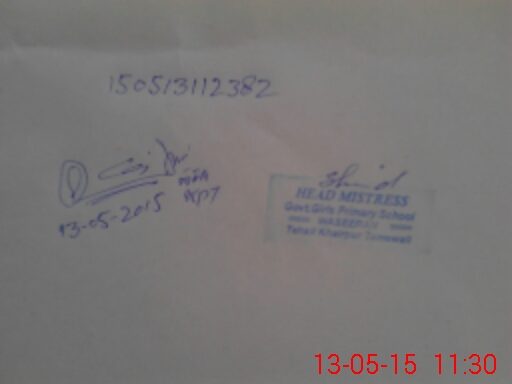 150513112382
13-05-2015
HEAD MISTRESS
Govt.Girls Primary School
Tehsil Khairpur Tamewali
13-05-15 11:30